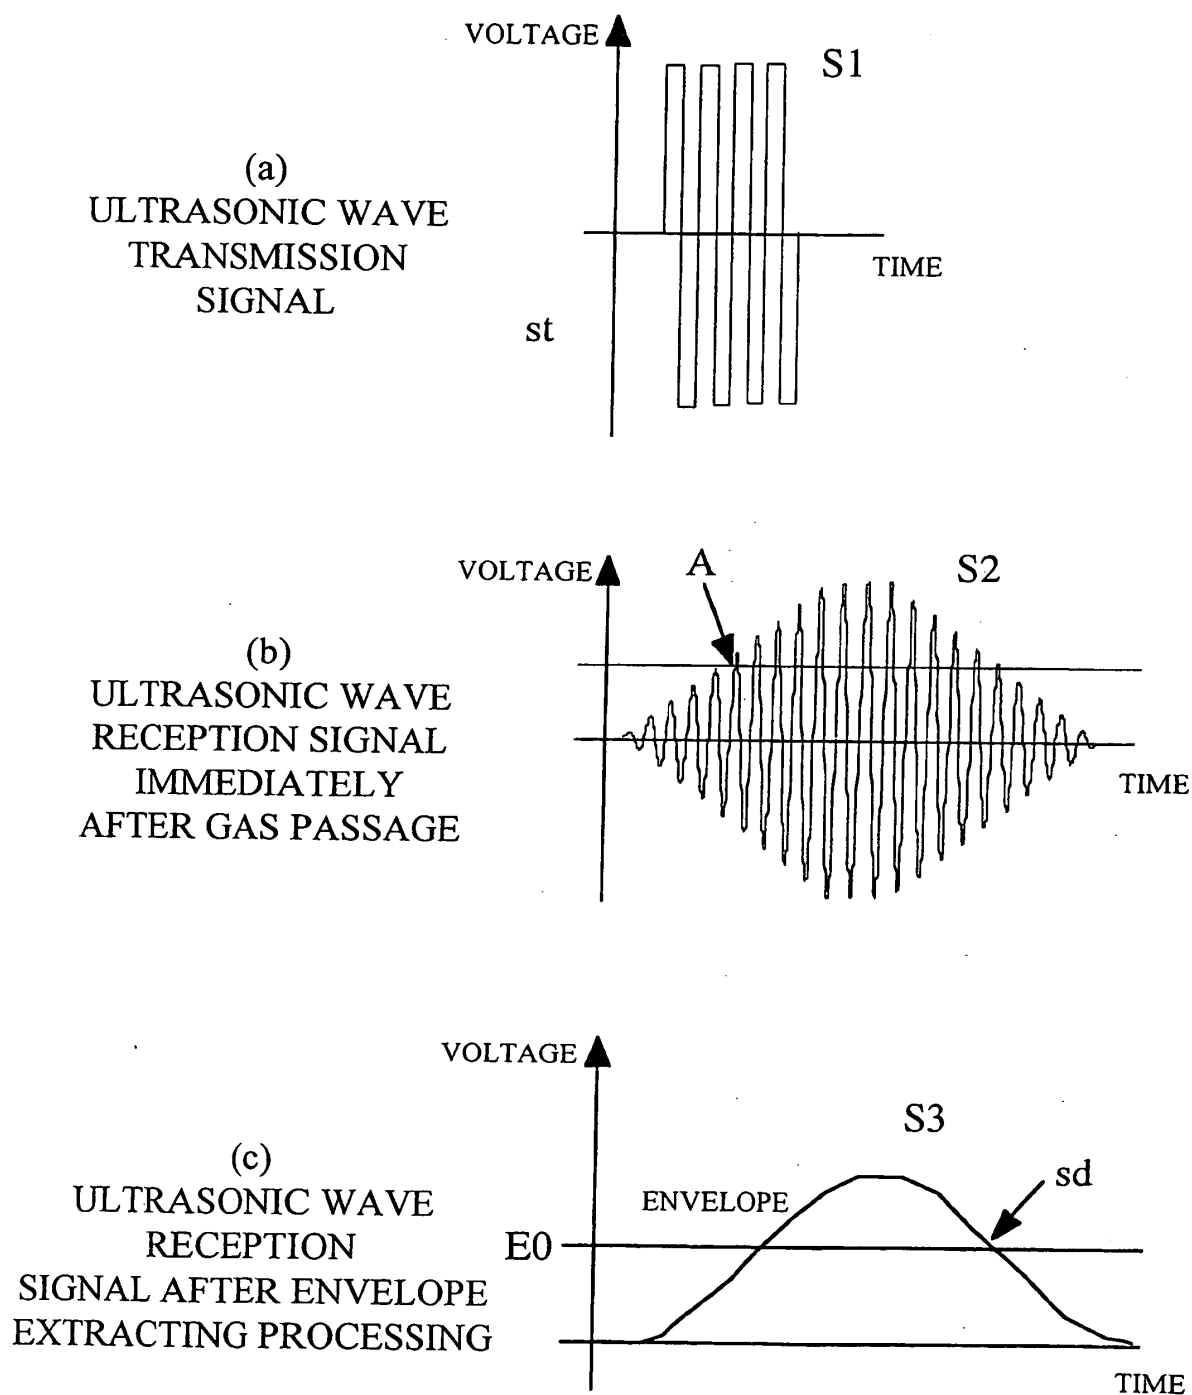 VOLTAGE
S1
(a)
ULTRASONIC WAVE
TRANSMISSION
SIGNAL
TIME
st
VOLTAGE
A
S2
(b)
ULTRASONIC WAVE
RECEPTION SIGNAL
IMMEDIATELY
AFTER GAS PASSAGE
TIME
VOLTAGE
S3
(c)
ULTRASONIC WAVE
RECEPTION
SIGNAL AFTER ENVELOPE
EXTRACTING PROCESSING
ENVELOPE
sd
E0
TIME